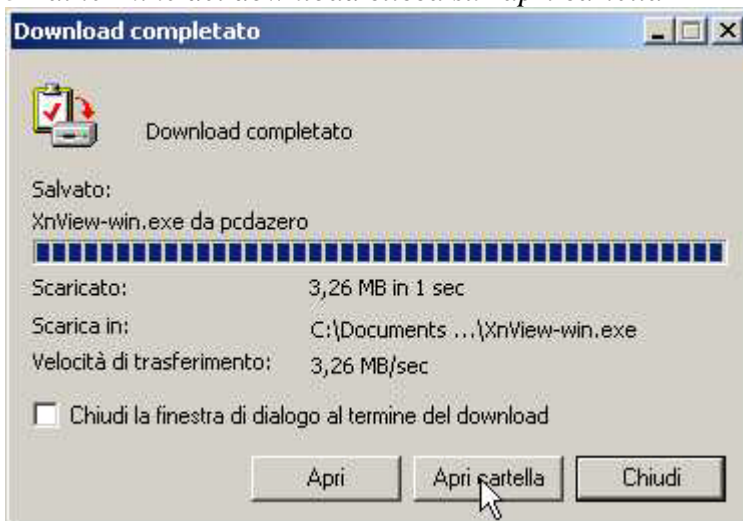 Download completato
Download completato
Salvato:
XnView-win.exe da pcdazero
Scaricato: 3,26 MB in 1 sec
Scarica in: C:\Documents ...\XnView-win.exe
Velocità di trasferimento: 3,26 MB/sec
Chiudi la finestra di dialogo al termine del download
Apri Apri cartella Chiudi